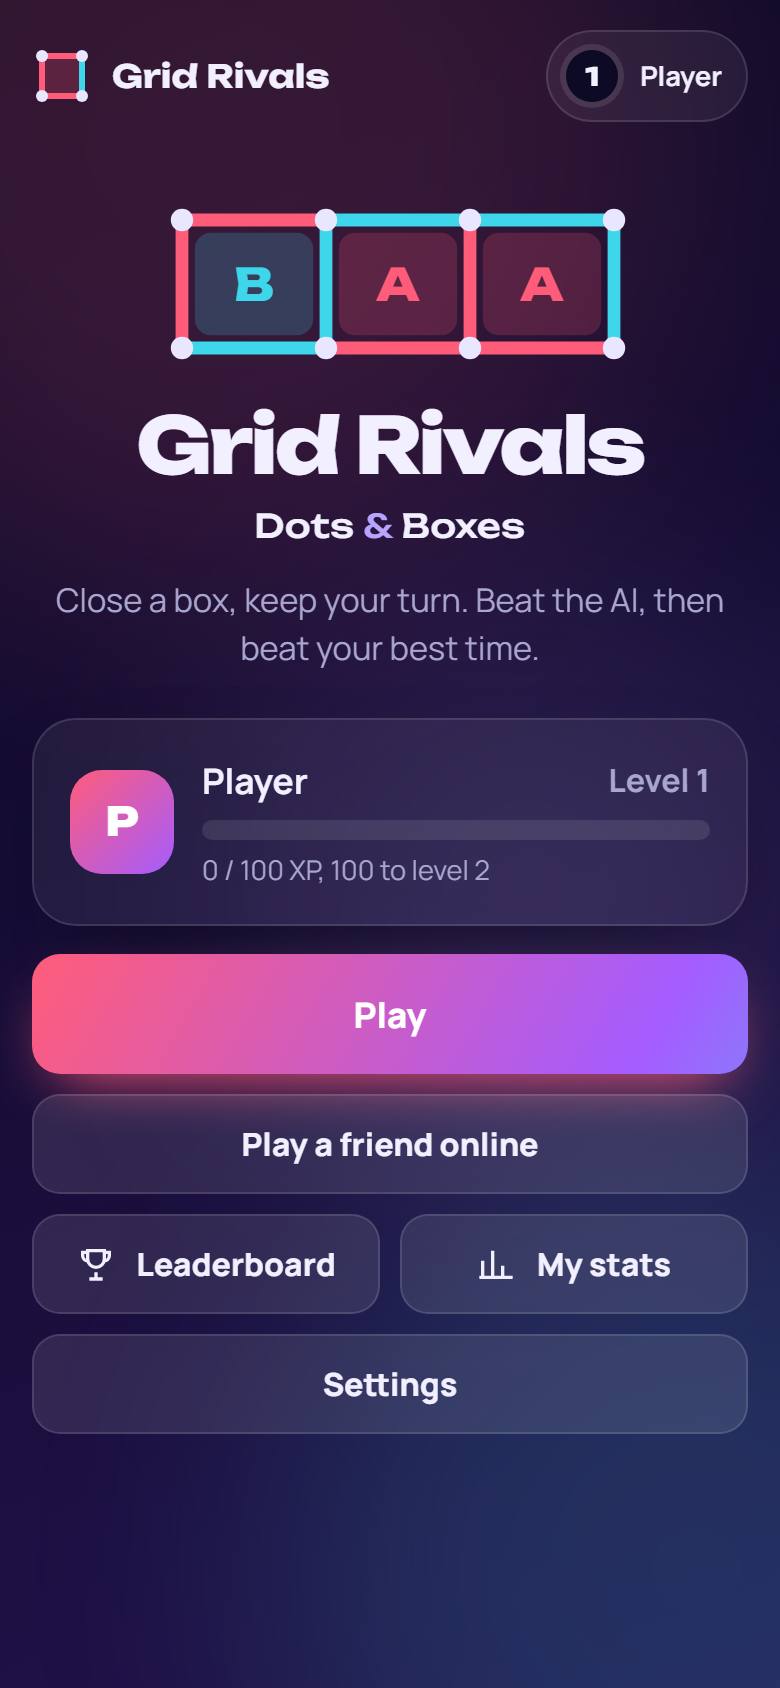 Grid Rivals
1 Player
B A A
Grid Rivals
Dots & Boxes
Close a box, keep your turn. Beat the AI, then
beat your best time.
P
Player Level 1
0 / 100 XP, 100 to level 2
Play
Play a friend online
Leaderboard
My stats
Settings